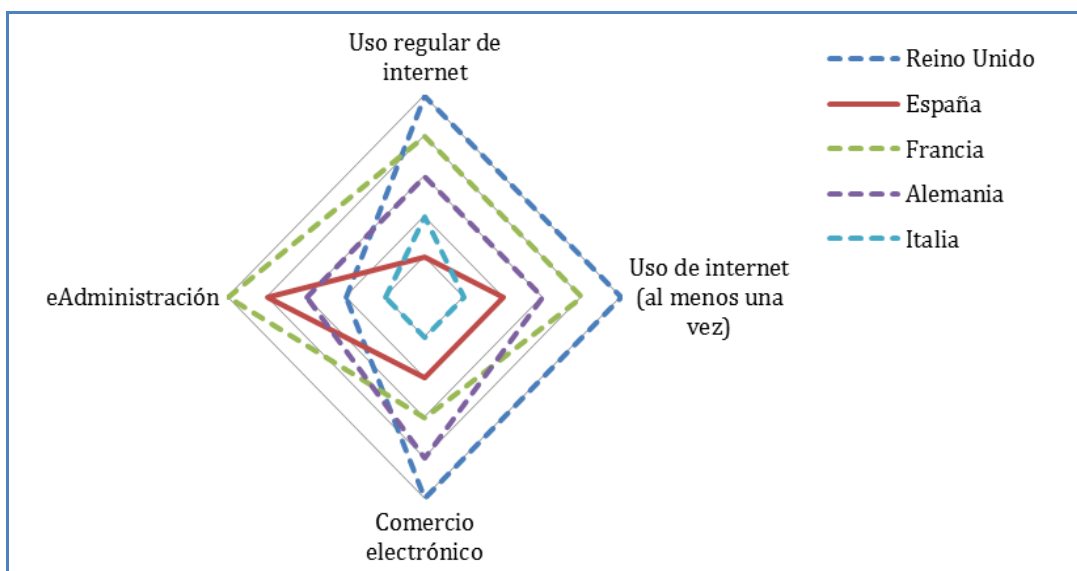 Uso regular de
internet
Reino Unido
España
Francia
Alemania
Italia
eAdministración
Uso de internet
(al menos una
vez)
Comercio
electrónico